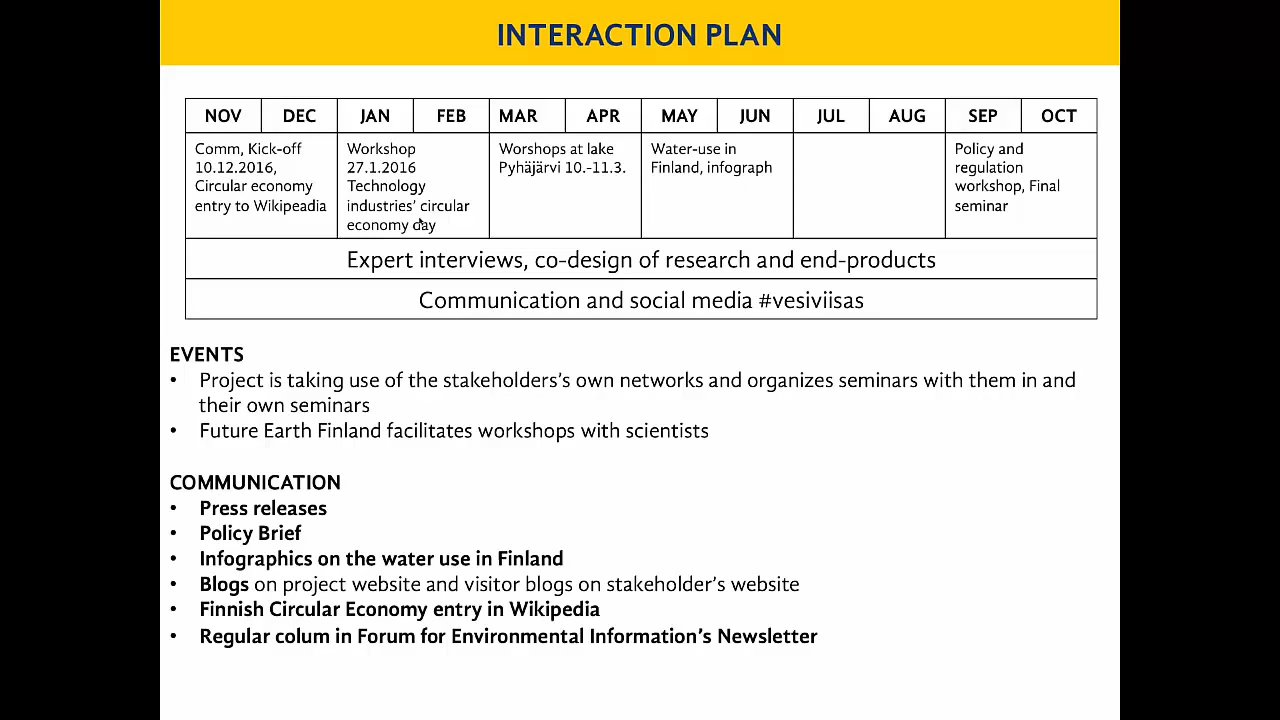 INTERACTION PLAN
NOV DEC JAN FEB MAR APR MAY JUN JUL AUG SEP OCT
Comm, Kick-off
10.12.2016,
Circular economy
entry to Wikipeadia
Workshop
27.1.2016
Technology
industries’ circular
economy day
Worshops at lake
Pyhäjärvi 10.-11.3.
Water-use in
Finland, infograph
Policy and
regulation
workshop, Final
seminar
Expert interviews, co-design of research and end-products
Communication and social media #vesiviisas
EVENTS
• Project is taking use of the stakeholders’s own networks and organizes seminars with them in and
their own seminars
• Future Earth Finland facilitates workshops with scientists
COMMUNICATION
• Press releases
• Policy Brief
• Infographics on the water use in Finland
• Blogs on project website and visitor blogs on stakeholder’s website
• Finnish Circular Economy entry in Wikipedia
• Regular colum in Forum for Environmental Information’s Newsletter